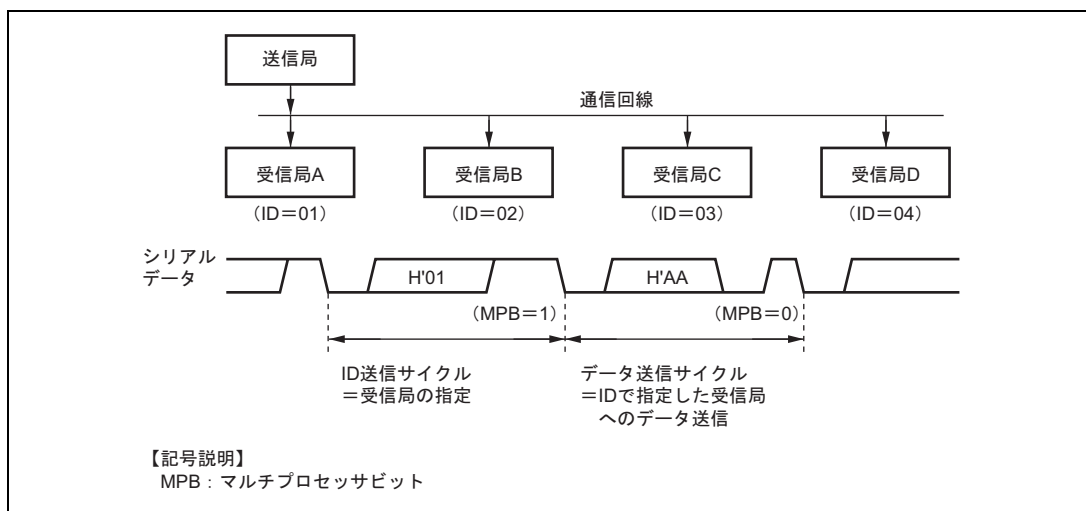 送信局
通信回線
受信局A 受信局B 受信局C 受信局D
(ID=01) (ID=02) (ID=03) (ID=04)
シリアル
データ
H'01 H'AA
(MPB=1) (MPB=0)
ID送信サイクル
=受信局の指定
データ送信サイクル
=IDで指定した受信局
へのデータ送信
【記号説明】
MPB:マルチプロセッサビット